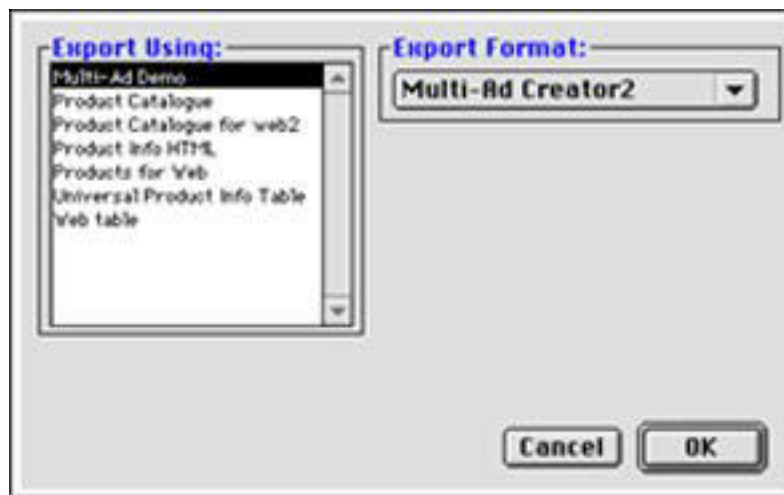 Export Using:
Multi-Ad Demo
Product Catalogue
Product Catalogue for web2
Product Info HTML
Products for Web
Universal Product Info Table
Web table
Export Format:
Multi-Ad Creator2
Cancel
OK